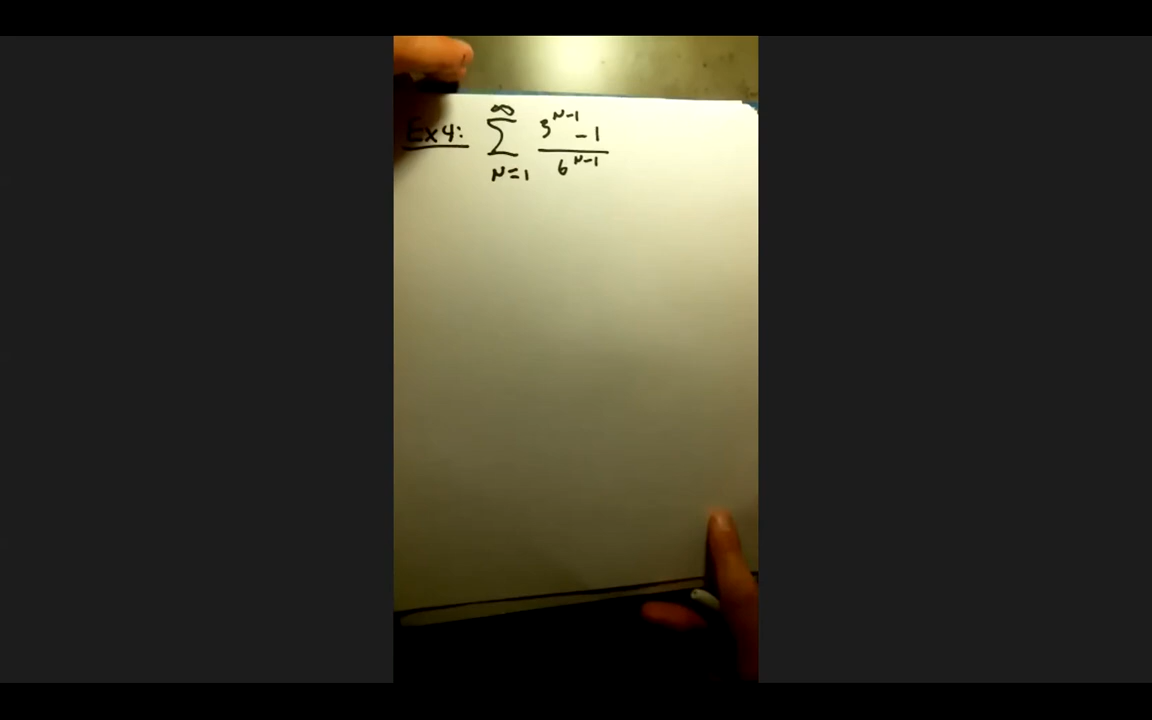 Ex4: ∞ ∑ N=1 (3^(N-1) - 1) / 6^(N-1)